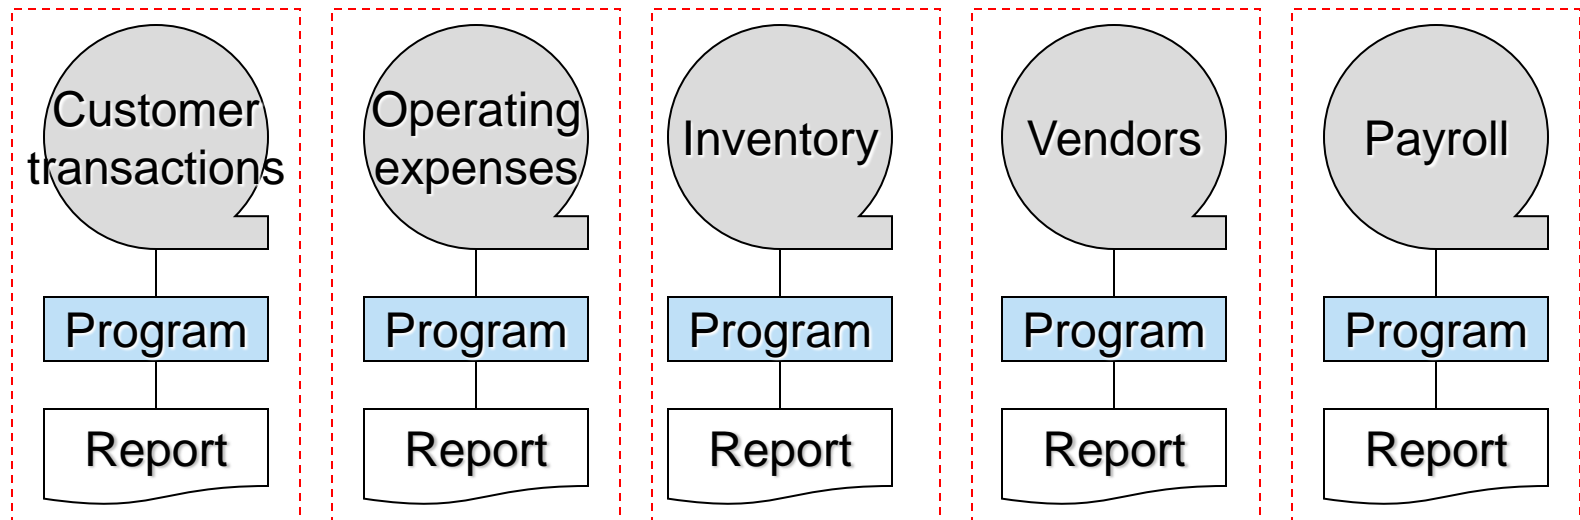 Customer
transactions
Operating
expenses
Inventory
Vendors
Payroll
Program
Program
Program
Program
Program
Report
Report
Report
Report
Report